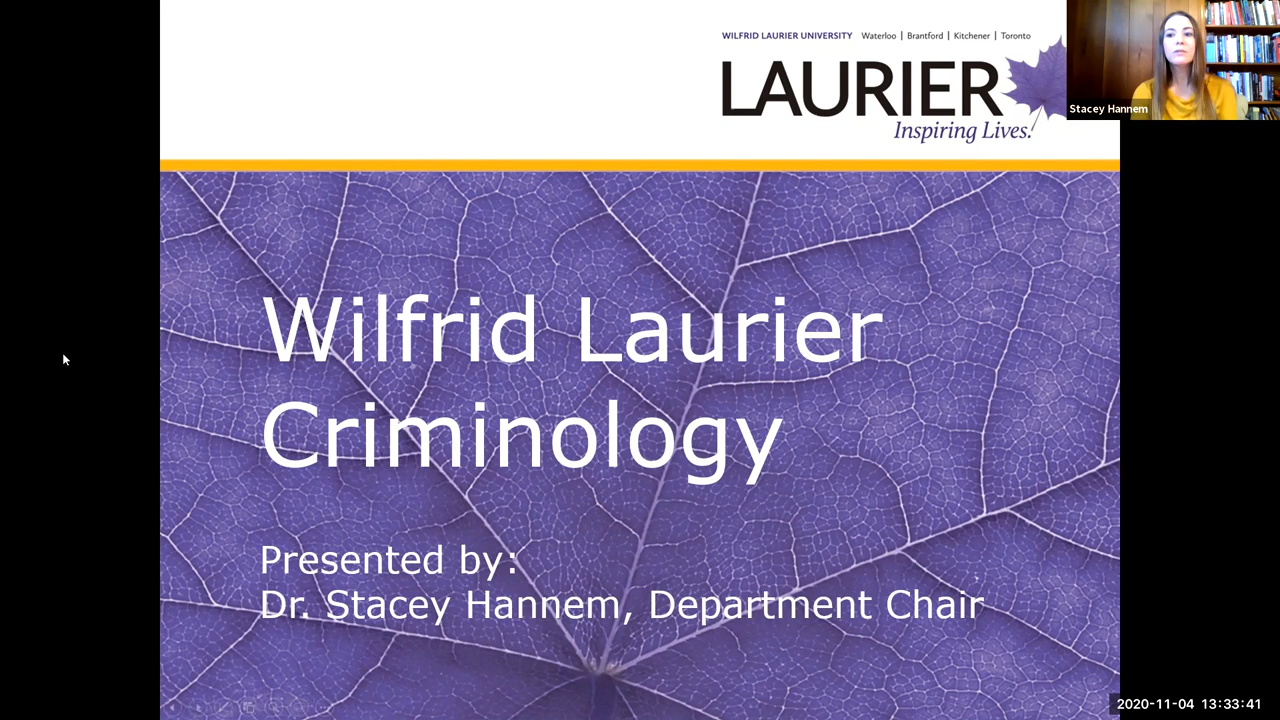 WILFRID LAURIER UNIVERSITY Waterloo | Brantford | Kitchener | Toronto
LAURIER
Inspiring Lives.
Stacey Hannem
Wilfrid Laurier
Criminology
Presented by:
Dr. Stacey Hannem, Department Chair
2020-11-04 13:33:41